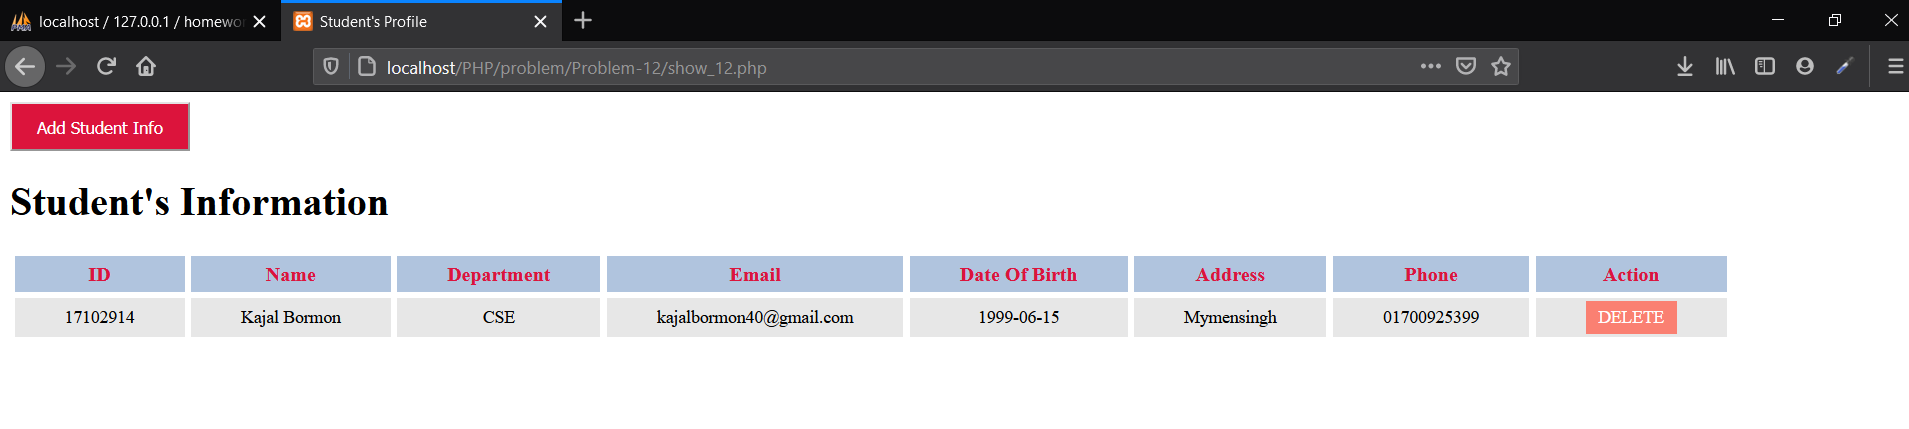 localhost / 127.0.0.1 / homewor
Student's Profile
localhost/PHP/problem/Problem-12/show_12.php
Add Student Info
Student's Information
ID Name Department Email Date Of Birth Address Phone Action
17102914 Kajal Bormon CSE kajalbormon40@gmail.com 1999-06-15 Mymensingh 01700925399 DELETE